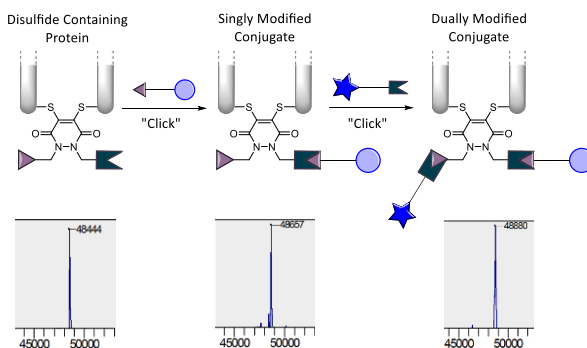 Disulfide Containing
Protein
Singly Modified
Conjugate
Dually Modified
Conjugate
"Click"
"Click"
S S
O O
N N
S S
O O
N N
S S
O O
N N
48444
48657
48880
45000 50000
45000 50000
45000 50000